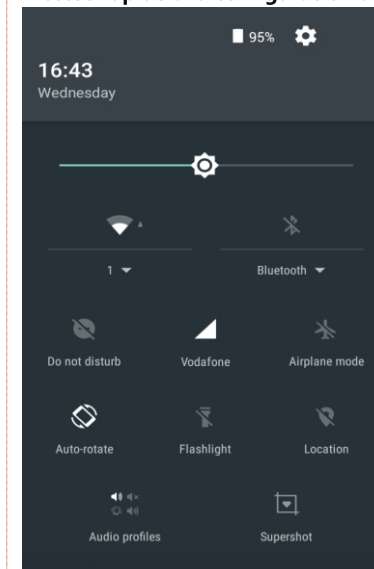 95%
16:43
Wednesday
1
Bluetooth
Do not disturb
Vodafone
Airplane mode
Auto-rotate
Flashlight
Location
Audio profiles
Supershot